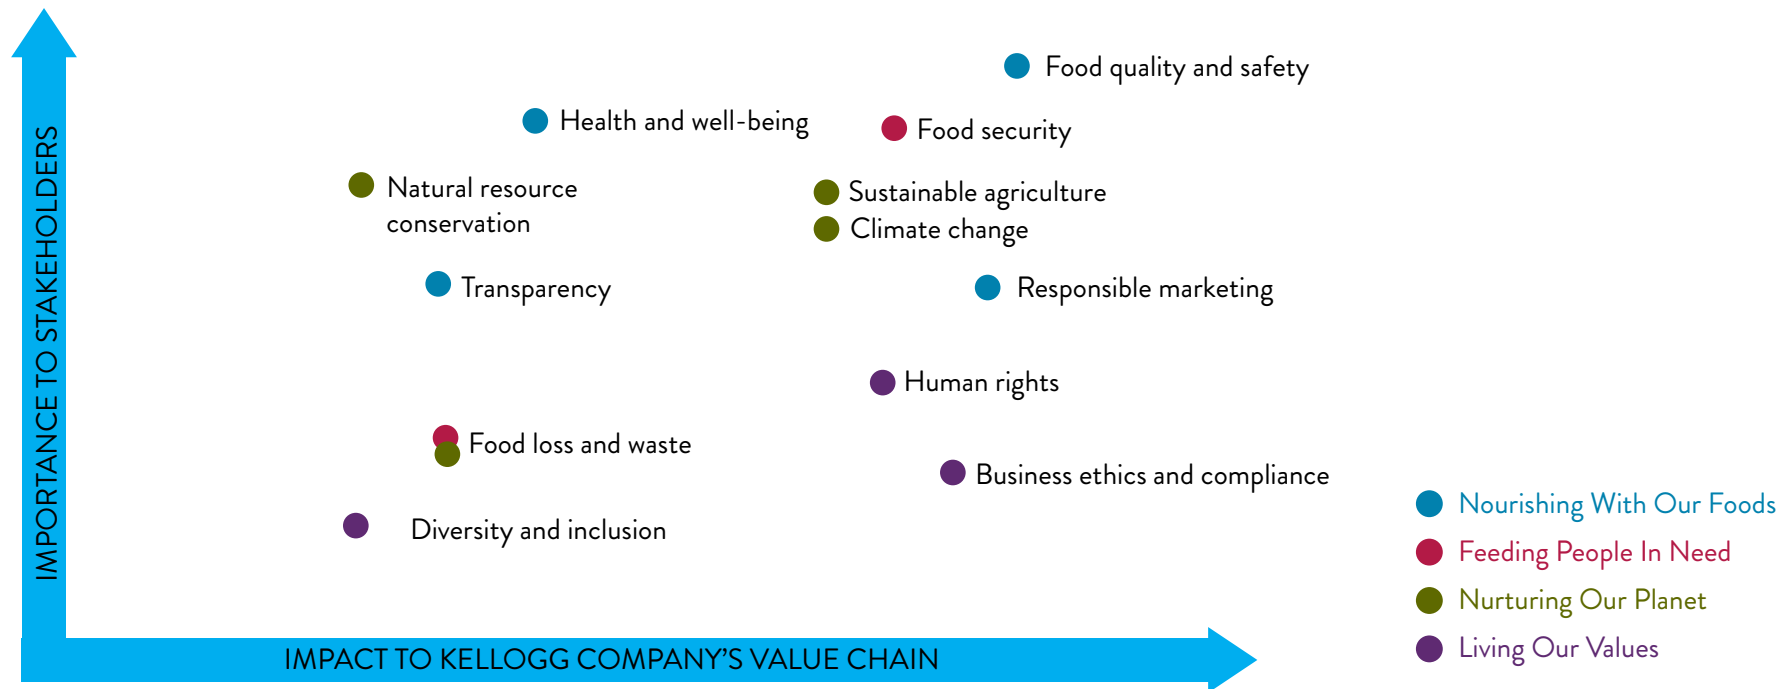 IMPORTANCE TO STAKEHOLDERS
Food quality and safety
Health and well-being
Food security
Natural resource
conservation
Sustainable agriculture
Climate change
Transparency
Responsible marketing
Human rights
Food loss and waste
Business ethics and compliance
Diversity and inclusion
IMPACT TO KELLOGG COMPANY’S VALUE CHAIN
Nourishing With Our Foods
Feeding People In Need
Nurturing Our Planet
Living Our Values